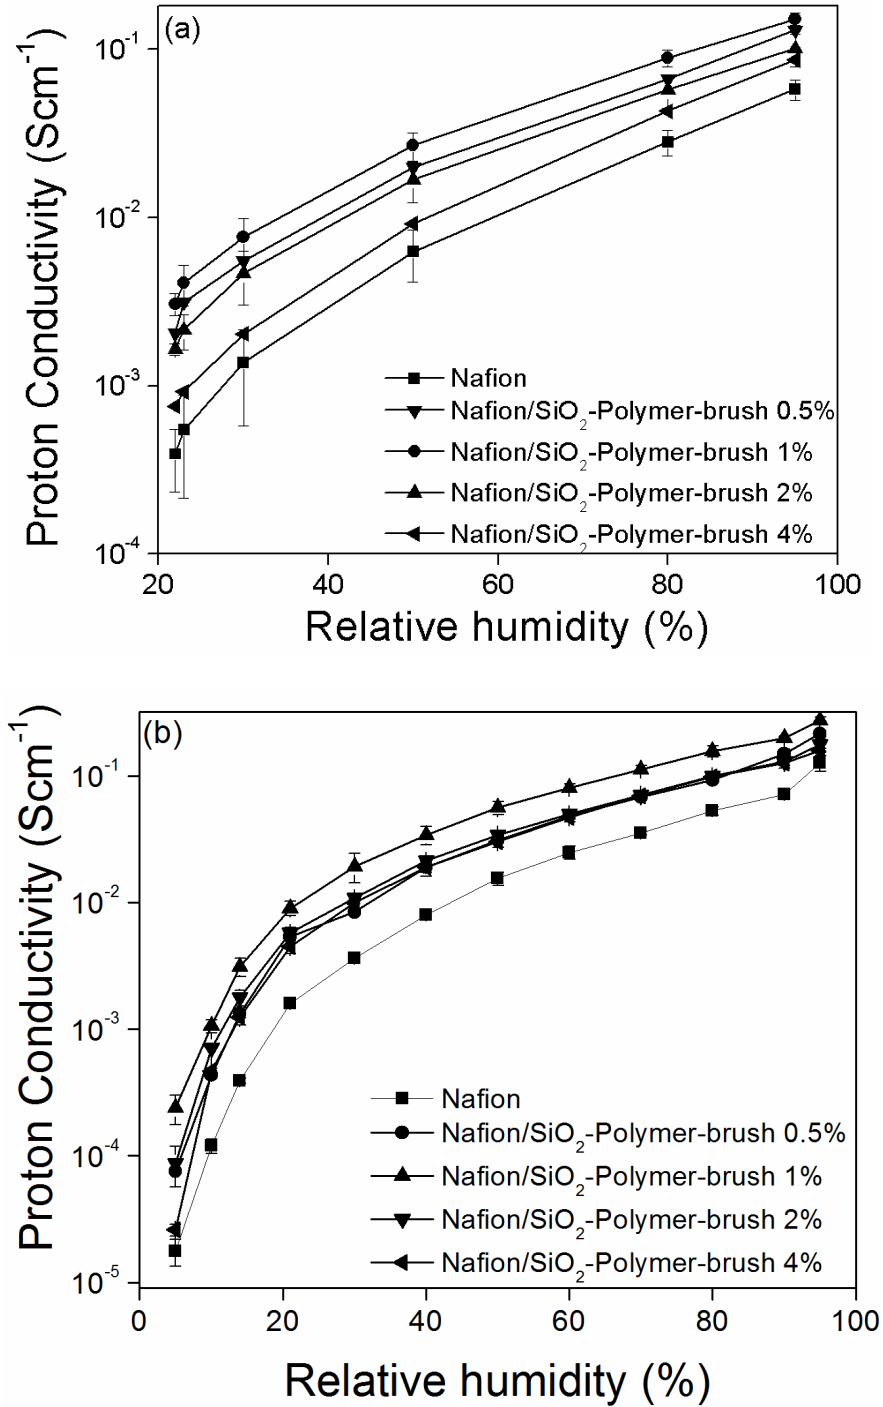 (a)
10⁻¹
10⁻²
10⁻³
10⁻⁴
Proton Conductivity (Scm⁻¹)
Nafion
Nafion/SiO₂-Polymer-brush 0.5%
Nafion/SiO₂-Polymer-brush 1%
Nafion/SiO₂-Polymer-brush 2%
Nafion/SiO₂-Polymer-brush 4%
20 40 60 80 100
Relative humidity (%)
(b)
10⁻¹
10⁻²
10⁻³
10⁻⁴
10⁻⁵
Proton Conductivity (Scm⁻¹)
Nafion
Nafion/SiO₂-Polymer-brush 0.5%
Nafion/SiO₂-Polymer-brush 1%
Nafion/SiO₂-Polymer-brush 2%
Nafion/SiO₂-Polymer-brush 4%
0 20 40 60 80 100
Relative humidity (%)